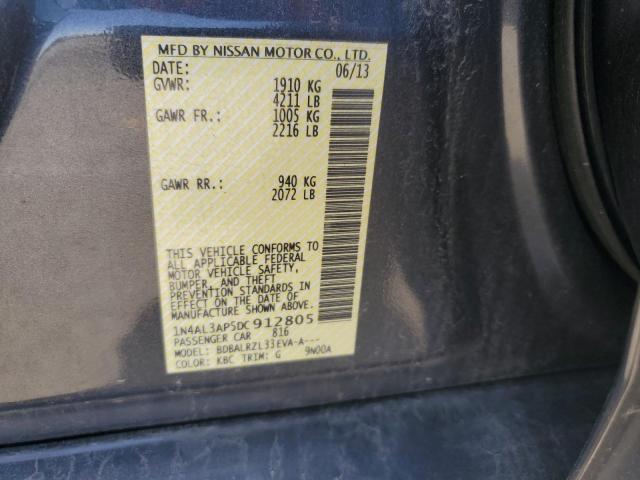 MFD BY NISSAN MOTOR CO., LTD.
DATE: 06/13
GVWR: 1910 KG
4211 LB
GAWR FR.: 1005 KG
2216 LB
GAWR RR.: 940 KG
2072 LB
THIS VEHICLE CONFORMS TO
ALL APPLICABLE FEDERAL
MOTOR VEHICLE SAFETY,
BUMPER, AND THEFT
PREVENTION STANDARDS IN
EFFECT ON THE DATE OF
MANUFACTURE SHOWN ABOVE.
1N4AL3AP5DC912805
PASSENGER CAR 816
MODEL: BDBALRZL33EVA-A---
COLOR: KBC TRIM: G 9N00A